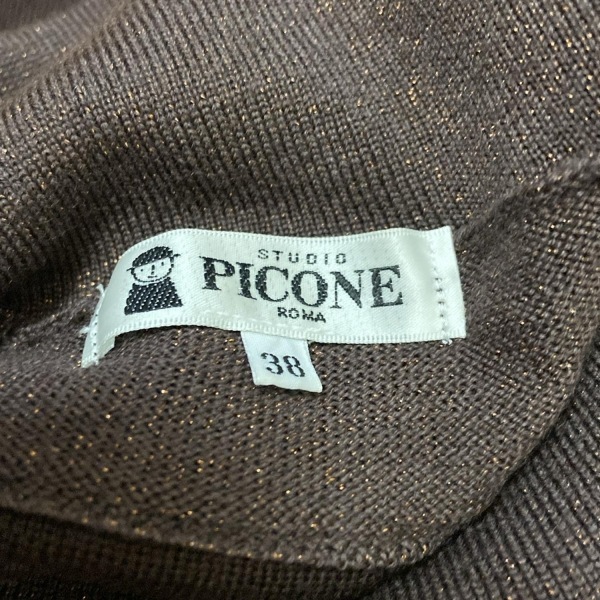 STUDIO
PICONE
ROMA
38